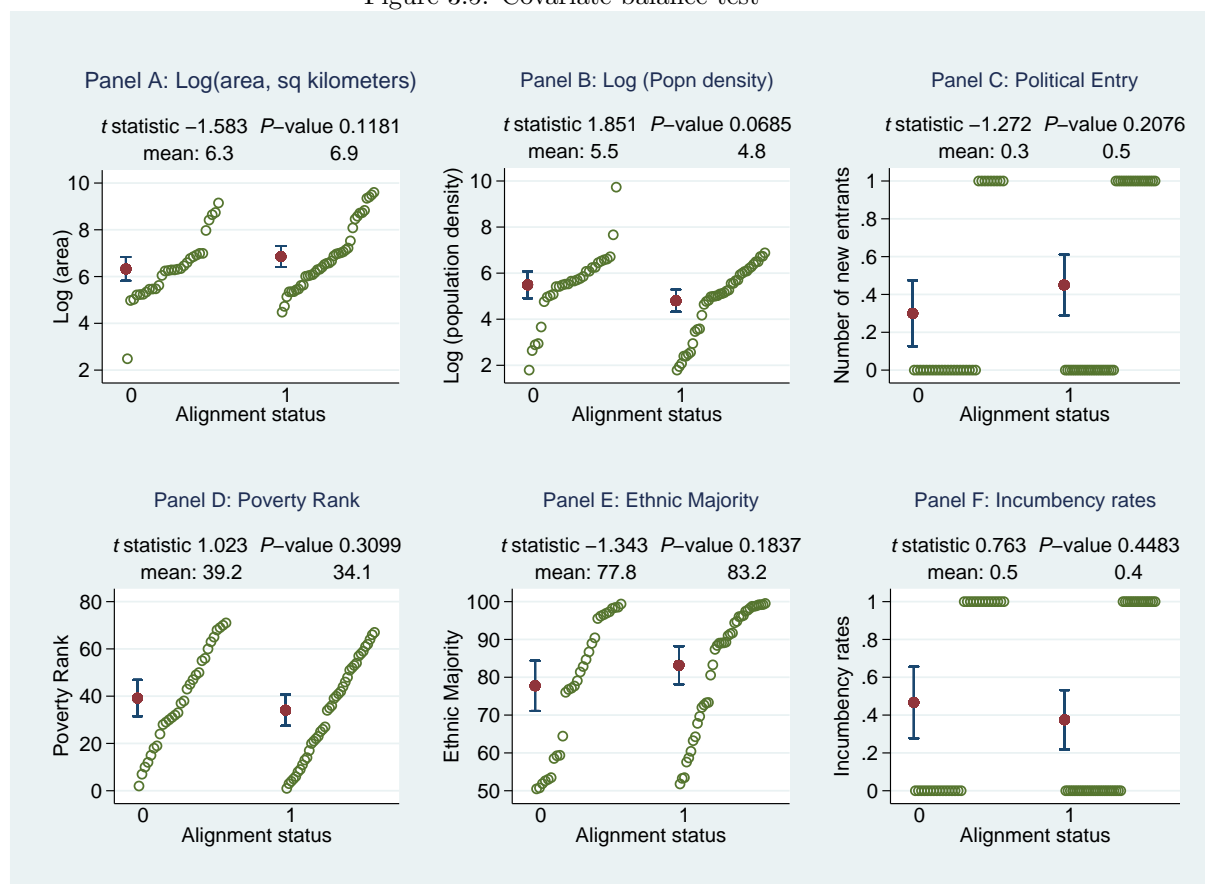 Figure 3.3: Covariate balance test
Panel A: Log(area, sq kilometers)
t statistic −1.583 P−value 0.1181
mean: 6.3 6.9
10
8
6
4
2
Log (area)
0 1
Alignment status
Panel B: Log (Popn density)
t statistic 1.851 P−value 0.0685
mean: 5.5 4.8
10
8
6
4
2
Log (population density)
0 1
Alignment status
Panel C: Political Entry
t statistic −1.272 P−value 0.2076
mean: 0.3 0.5
1
.8
.6
.4
.2
0
Number of new entrants
0 1
Alignment status
Panel D: Poverty Rank
t statistic 1.023 P−value 0.3099
mean: 39.2 34.1
80
60
40
20
0
Poverty Rank
0 1
Alignment status
Panel E: Ethnic Majority
t statistic −1.343 P−value 0.1837
mean: 77.8 83.2
100
90
80
70
60
50
Ethnic Majority
0 1
Alignment status
Panel F: Incumbency rates
t statistic 0.763 P−value 0.4483
mean: 0.5 0.4
1
.8
.6
.4
.2
0
Incumbency rates
0 1
Alignment status